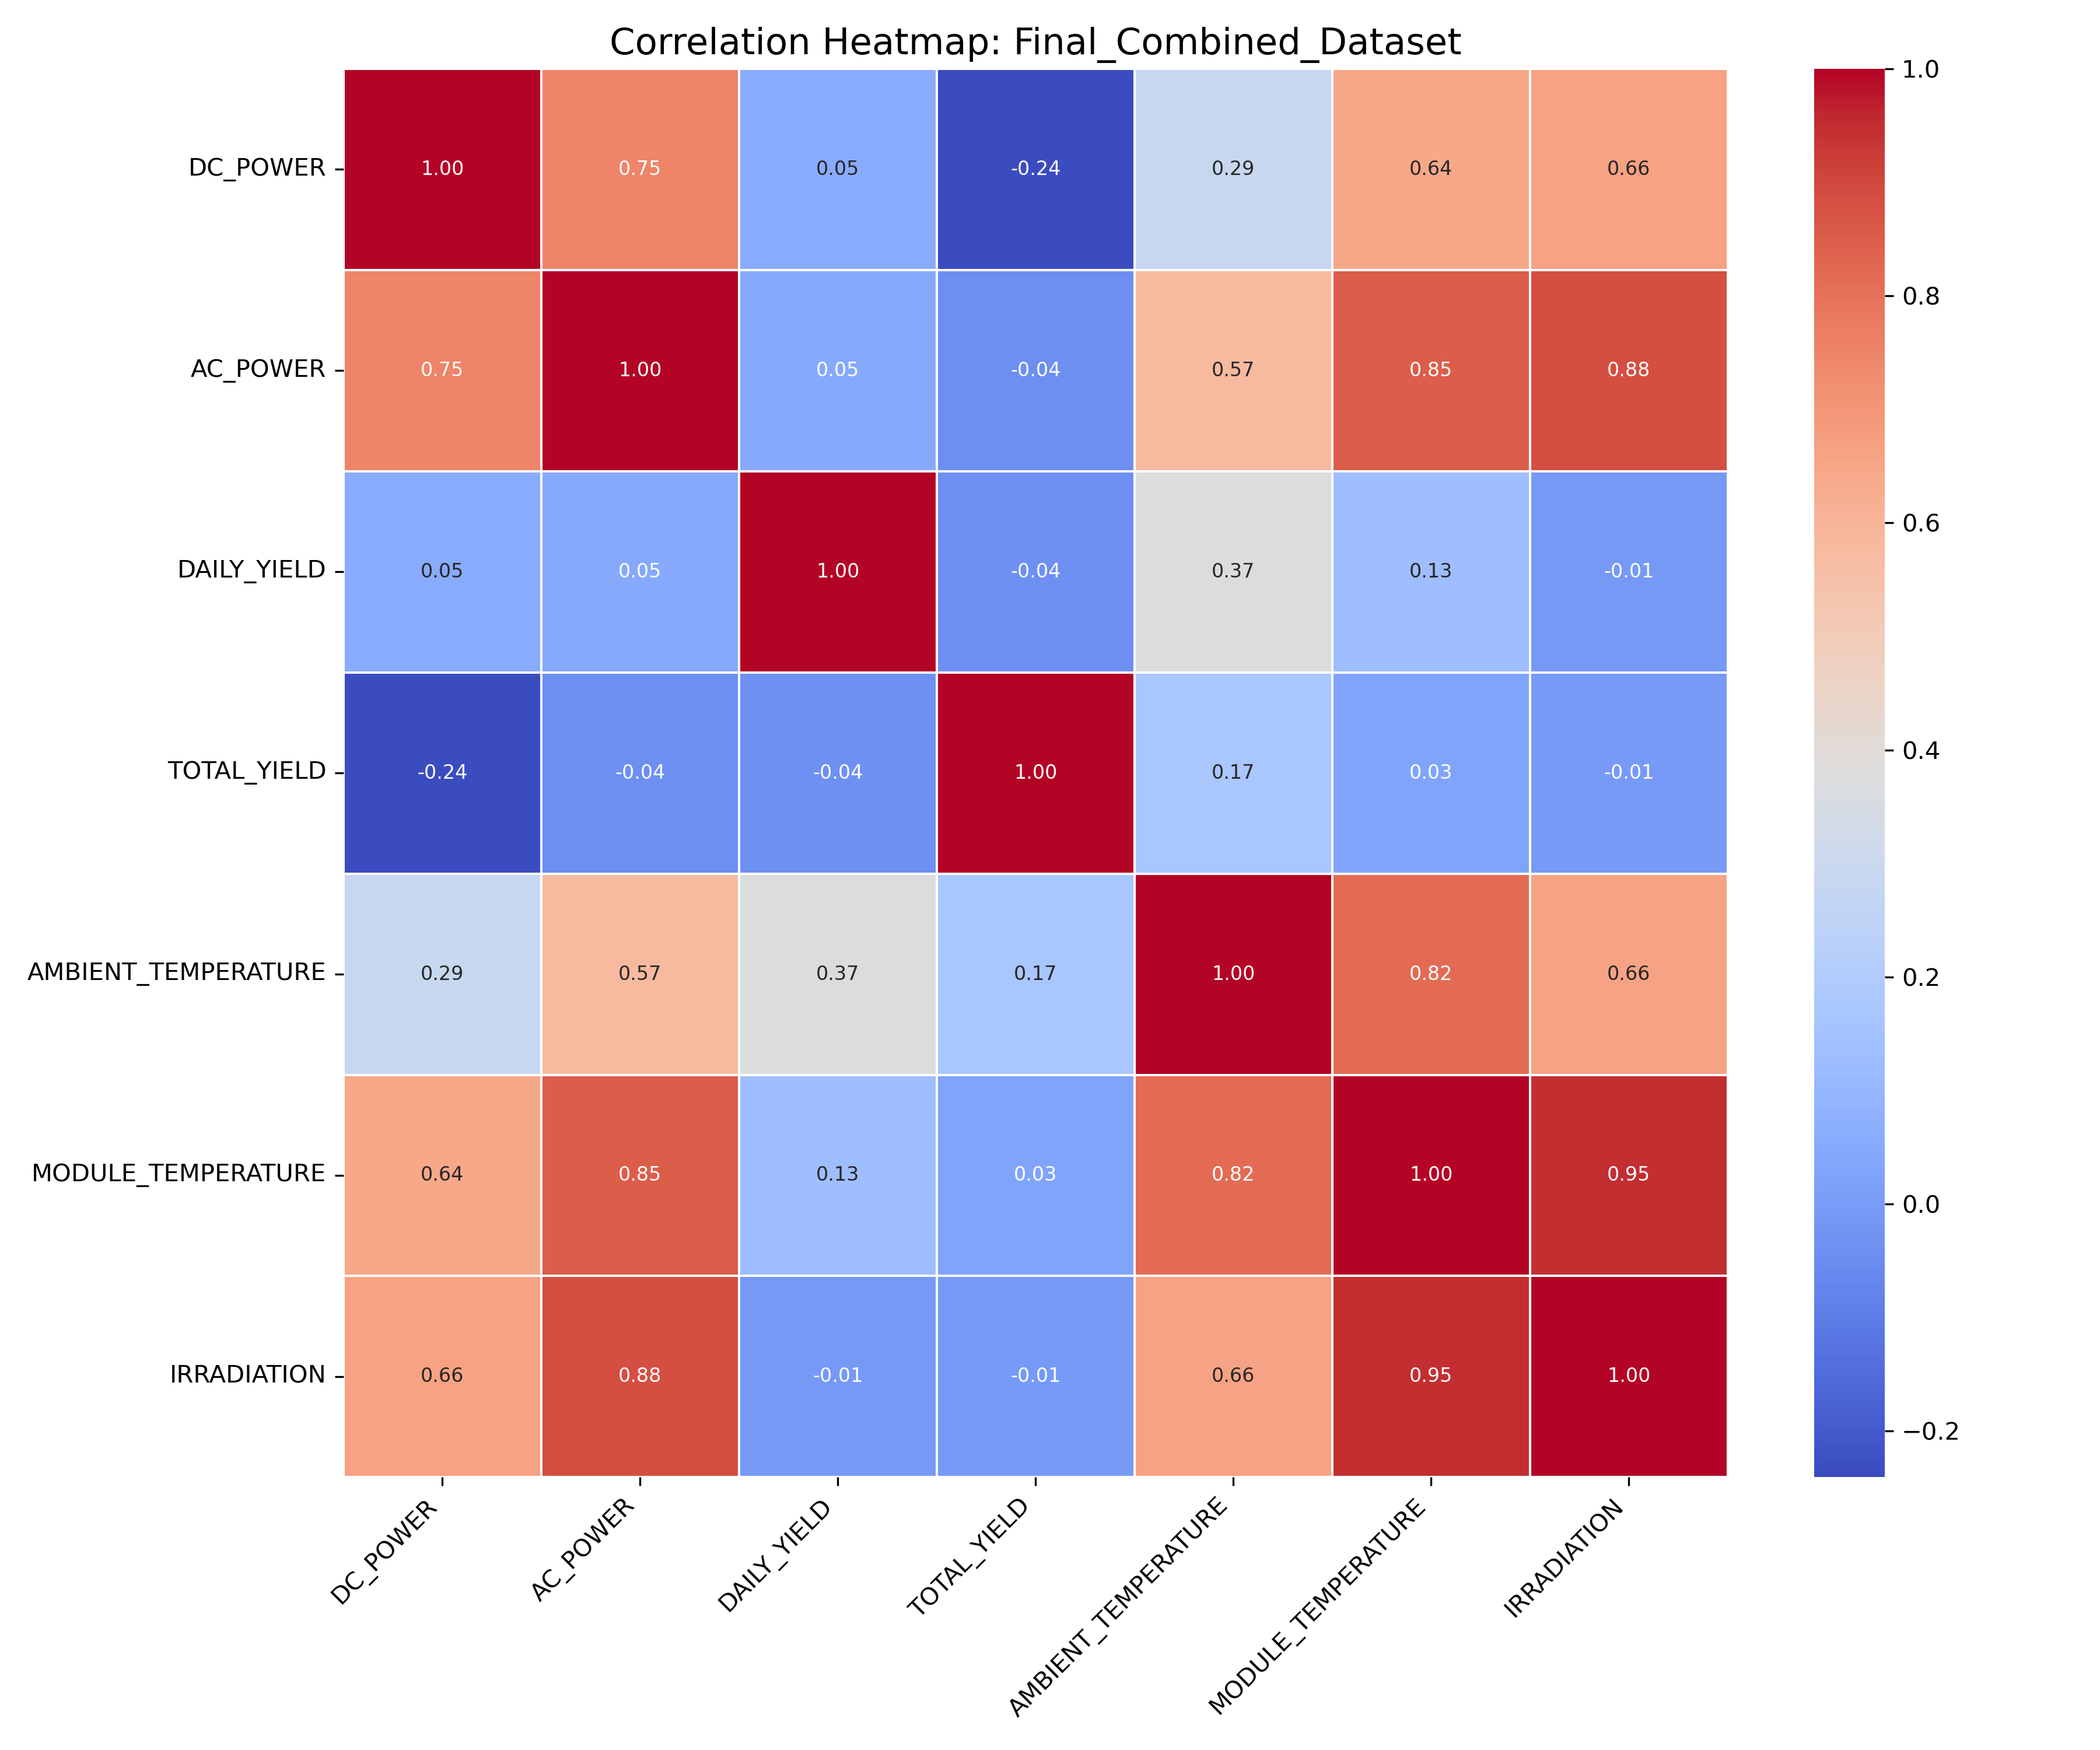 Correlation Heatmap: Final_Combined_Dataset
DC_POWER 1.00 0.75 0.05 -0.24 0.29 0.64 0.66
AC_POWER 0.75 1.00 0.05 -0.04 0.57 0.85 0.88
DAILY_YIELD 0.05 0.05 1.00 -0.04 0.37 0.13 -0.01
TOTAL_YIELD -0.24 -0.04 -0.04 1.00 0.17 0.03 -0.01
AMBIENT_TEMPERATURE 0.29 0.57 0.37 0.17 1.00 0.82 0.66
MODULE_TEMPERATURE 0.64 0.85 0.13 0.03 0.82 1.00 0.95
IRRADIATION 0.66 0.88 -0.01 -0.01 0.66 0.95 1.00
DC_POWER
AC_POWER
DAILY_YIELD
TOTAL_YIELD
AMBIENT_TEMPERATURE
MODULE_TEMPERATURE
IRRADIATION
1.0
0.8
0.6
0.4
0.2
0.0
−0.2